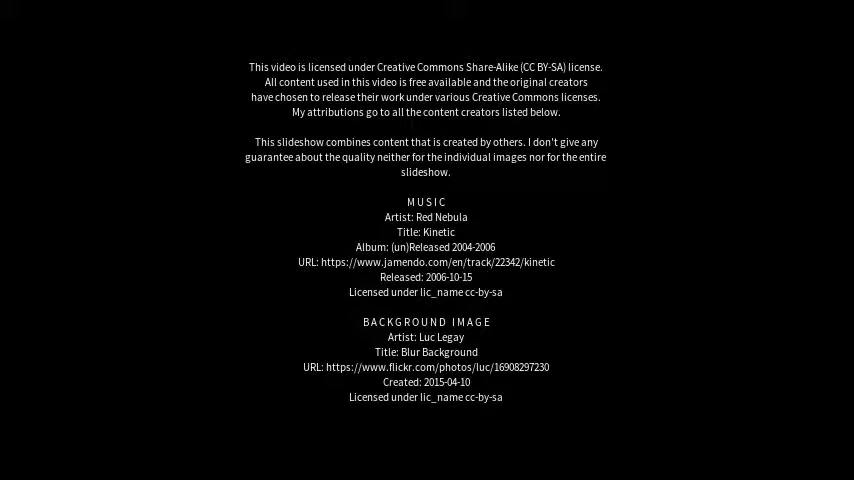 This video is licensed under Creative Commons Share-Alike (CC BY-SA) license.
All content used in this video is free available and the original creators
have chosen to release their work under various Creative Commons licenses.
My attributions go to all the content creators listed below.
This slideshow combines content that is created by others. I don't give any
guarantee about the quality neither for the individual images nor for the entire
slideshow.
MUSIC
Artist: Red Nebula
Title: Kinetic
Album: (un)Released 2004-2006
URL: https://www.jamendo.com/en/track/22342/kinetic
Released: 2006-10-15
Licensed under lic_name cc-by-sa
BACKGROUND IMAGE
Artist: Luc Legay
Title: Blur Background
URL: https://www.flickr.com/photos/luc/16908297230
Created: 2015-04-10
Licensed under lic_name cc-by-sa